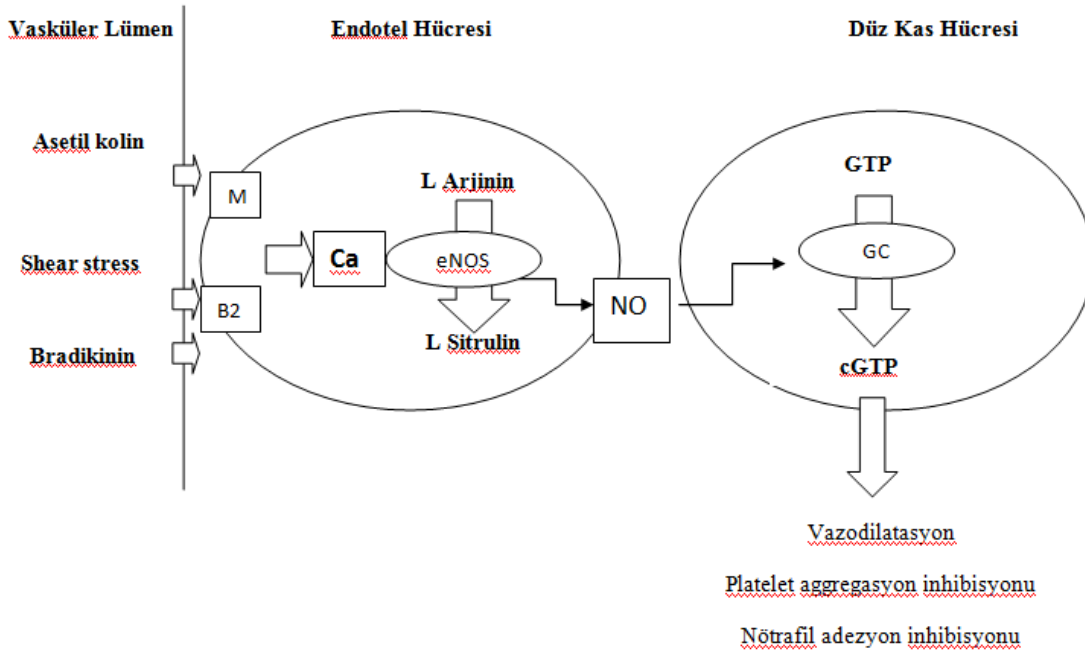 Vasküler Lümen
Endotel Hücresi
Düz Kas Hücresi
Asetil kolin
M
L Arjinin
GTP
Shear stress
Ca
eNOS
GC
B2
NO
L Sitrulin
Bradikinin
cGTP
Vazodilatasyon
Platelet aggregasyon inhibisyonu
Nötrafil adezyon inhibisyonu